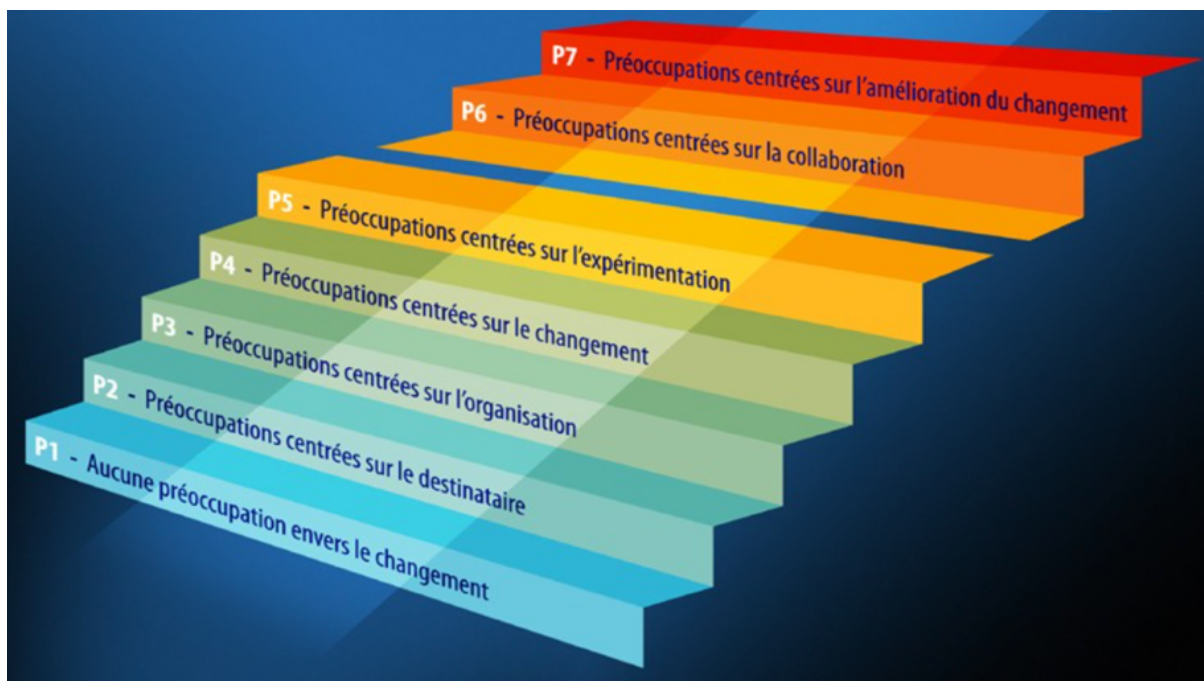 P7 - Préoccupations centrées sur l'amélioration du changement
P6 - Préoccupations centrées sur la collaboration
P5 - Préoccupations centrées sur l'expérimentation
P4 - Préoccupations centrées sur le changement
P3 - Préoccupations centrées sur l'organisation
P2 - Préoccupations centrées sur le destinataire
P1 - Aucune préoccupation envers le changement